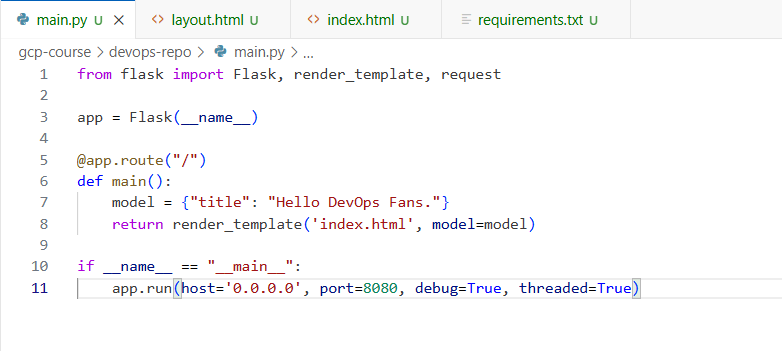 main.py U layout.html U index.html U requirements.txt U
gcp-course > devops-repo > main.py > ...
1 from flask import Flask, render_template, request
2
3 app = Flask(__name__)
4
5 @app.route("/")
6 def main():
7     model = {"title": "Hello DevOps Fans."}
8     return render_template('index.html', model=model)
9
10 if __name__ == "__main__":
11     app.run(host='0.0.0.0', port=8080, debug=True, threaded=True)